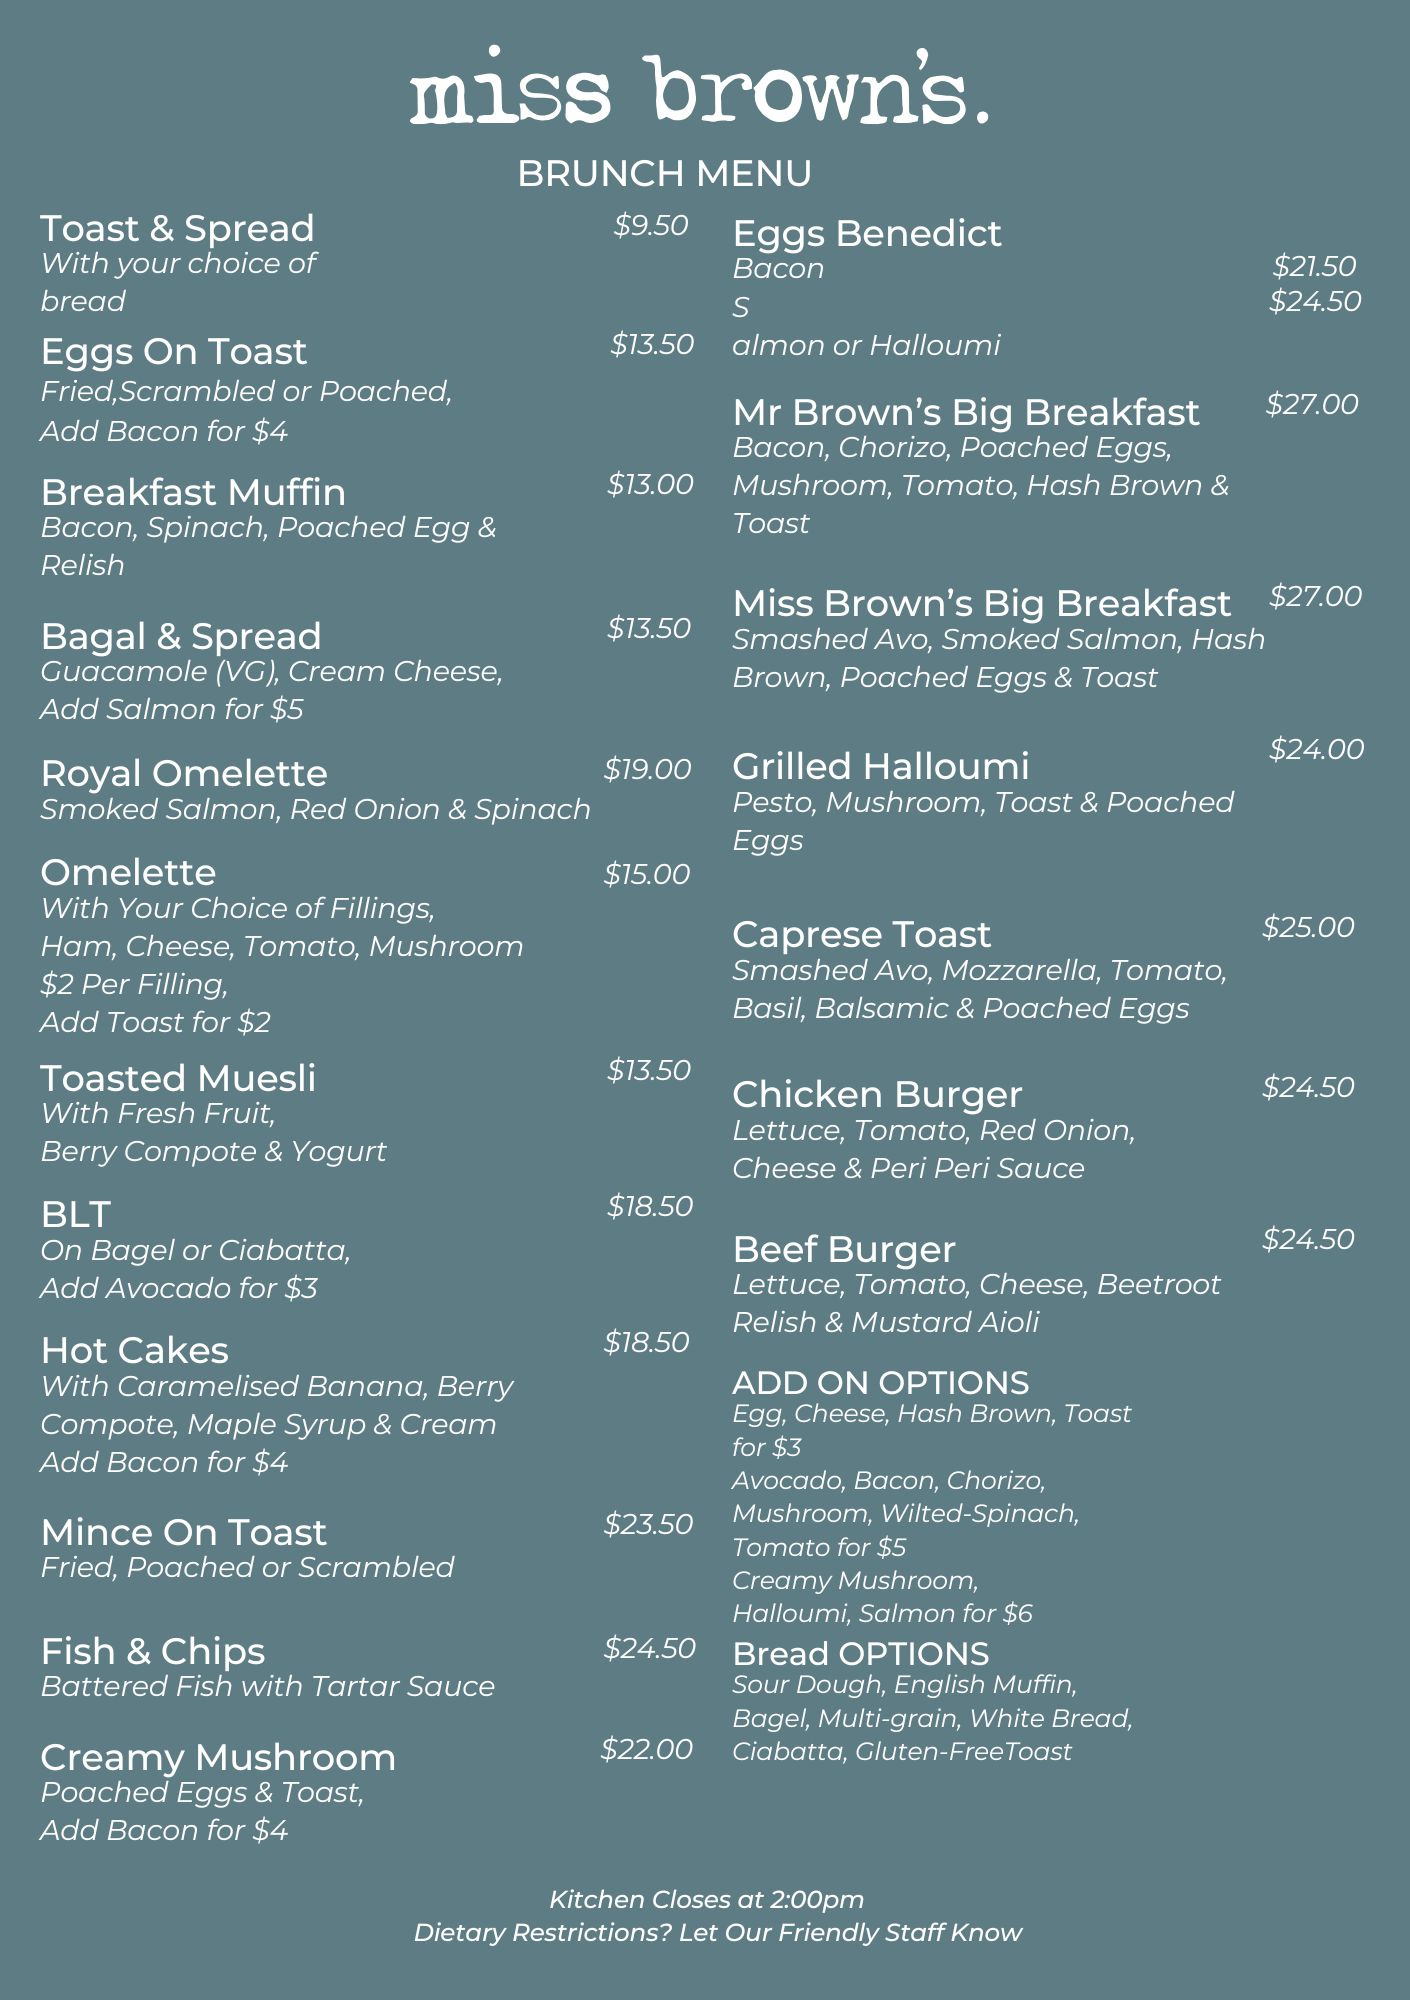 miss brown's.
BRUNCH MENU
Toast & Spread $9.50
With your choice of
bread
Eggs On Toast $13.50
Fried,Scrambled or Poached,
Add Bacon for $4
Breakfast Muffin $13.00
Bacon, Spinach, Poached Egg &
Relish
Bagal & Spread $13.50
Guacamole (VG), Cream Cheese,
Add Salmon for $5
Royal Omelette $19.00
Smoked Salmon, Red Onion & Spinach
Omelette $15.00
With Your Choice of Fillings,
Ham, Cheese, Tomato, Mushroom
$2 Per Filling,
Add Toast for $2
Toasted Muesli $13.50
With Fresh Fruit,
Berry Compote & Yogurt
BLT $18.50
On Bagel or Ciabatta,
Add Avocado for $3
Hot Cakes $18.50
With Caramelised Banana, Berry
Compote, Maple Syrup & Cream
Add Bacon for $4
Mince On Toast $23.50
Fried, Poached or Scrambled
Fish & Chips $24.50
Battered Fish with Tartar Sauce
Creamy Mushroom $22.00
Poached Eggs & Toast,
Add Bacon for $4
Eggs Benedict
Bacon $21.50
S $24.50
almon or Halloumi
Mr Brown's Big Breakfast $27.00
Bacon, Chorizo, Poached Eggs,
Mushroom, Tomato, Hash Brown &
Toast
Miss Brown's Big Breakfast $27.00
Smashed Avo, Smoked Salmon, Hash
Brown, Poached Eggs & Toast
Grilled Halloumi $24.00
Pesto, Mushroom, Toast & Poached
Eggs
Caprese Toast $25.00
Smashed Avo, Mozzarella, Tomato,
Basil, Balsamic & Poached Eggs
Chicken Burger $24.50
Lettuce, Tomato, Red Onion,
Cheese & Peri Peri Sauce
Beef Burger $24.50
Lettuce, Tomato, Cheese, Beetroot
Relish & Mustard Aioli
ADD ON OPTIONS
Egg, Cheese, Hash Brown, Toast
for $3
Avocado, Bacon, Chorizo,
Mushroom, Wilted-Spinach,
Tomato for $5
Creamy Mushroom,
Halloumi, Salmon for $6
Bread OPTIONS
Sour Dough, English Muffin,
Bagel, Multi-grain, White Bread,
Ciabatta, Gluten-FreeToast
Kitchen Closes at 2:00pm
Dietary Restrictions? Let Our Friendly Staff Know